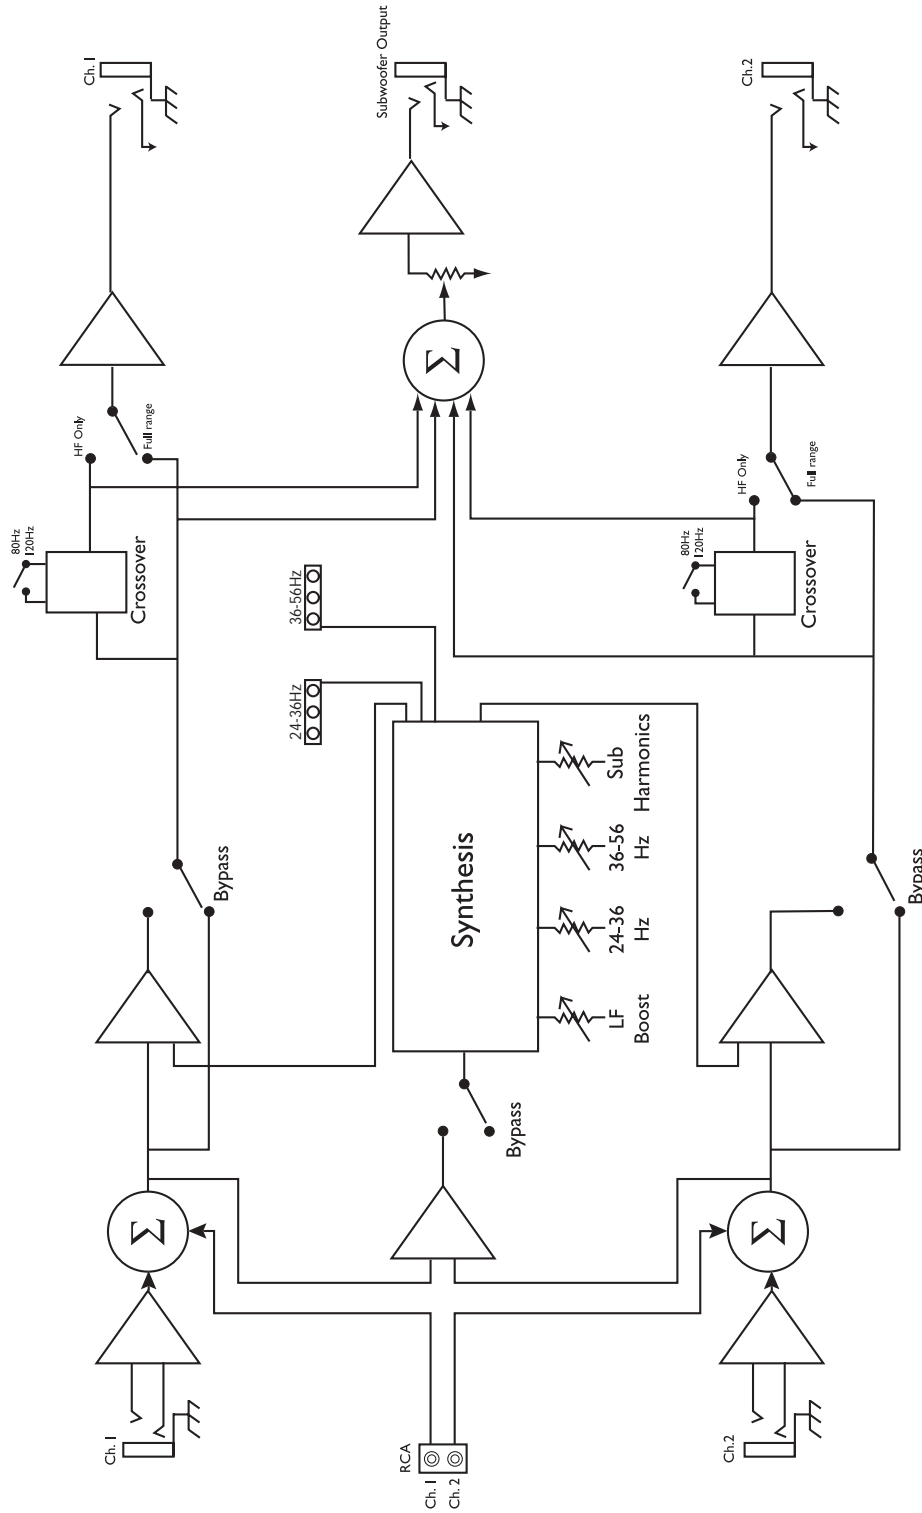 Ch. 1
Subwoofer Output
Ch.2
HF Only
Full range
80Hz
120Hz
Crossover
Σ
HF Only
Full range
80Hz
120Hz
Crossover
36-56Hz
24-36Hz
Synthesis
Sub
Harmonics
36-56
Hz
24-36
Hz
LF
Boost
Bypass
Bypass
Bypass
Σ
Σ
Ch. 1
RCA
Ch. 1
Ch. 2
Ch.2